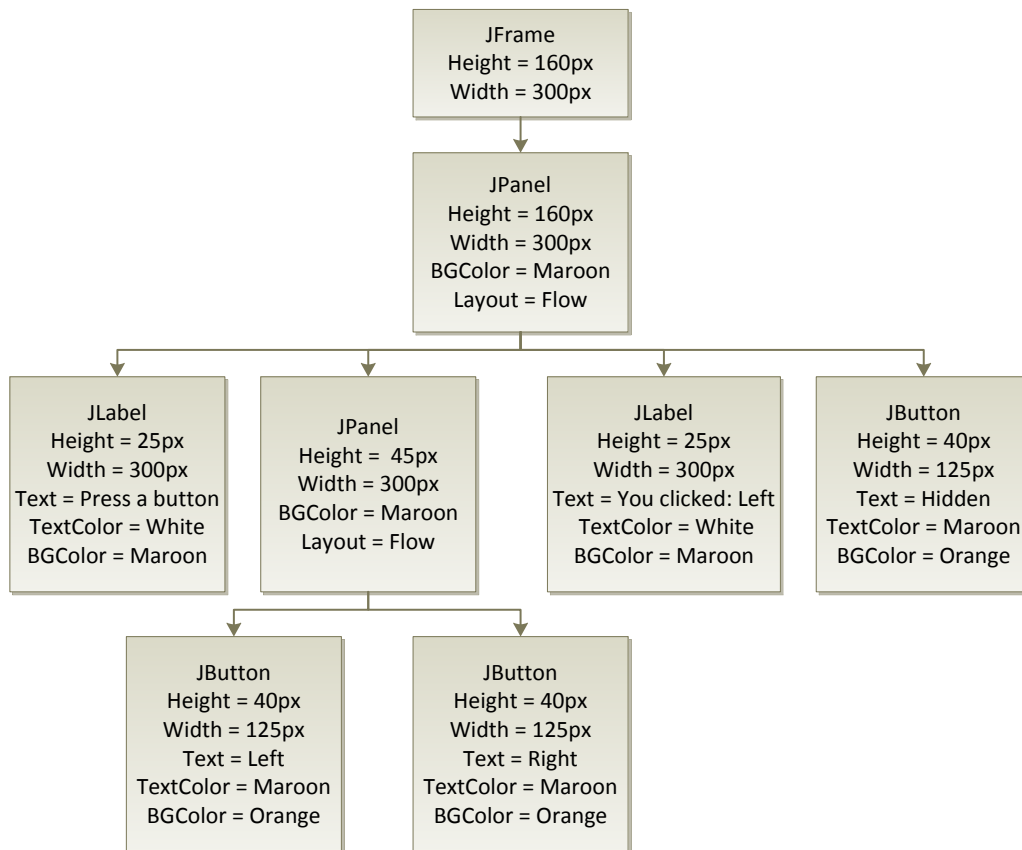 JFrame
Height = 160px
Width = 300px
JPanel
Height = 160px
Width = 300px
BGColor = Maroon
Layout = Flow
JLabel
Height = 25px
Width = 300px
Text = Press a button
TextColor = White
BGColor = Maroon
JPanel
Height =  45px
Width = 300px
BGColor = Maroon
Layout = Flow
JLabel
Height = 25px
Width = 300px
Text = You clicked: Left
TextColor = White
BGColor = Maroon
JButton
Height = 40px
Width = 125px
Text = Hidden
TextColor = Maroon
BGColor = Orange
JButton
Height = 40px
Width = 125px
Text = Left
TextColor = Maroon
BGColor = Orange
JButton
Height = 40px
Width = 125px
Text = Right
TextColor = Maroon
BGColor = Orange